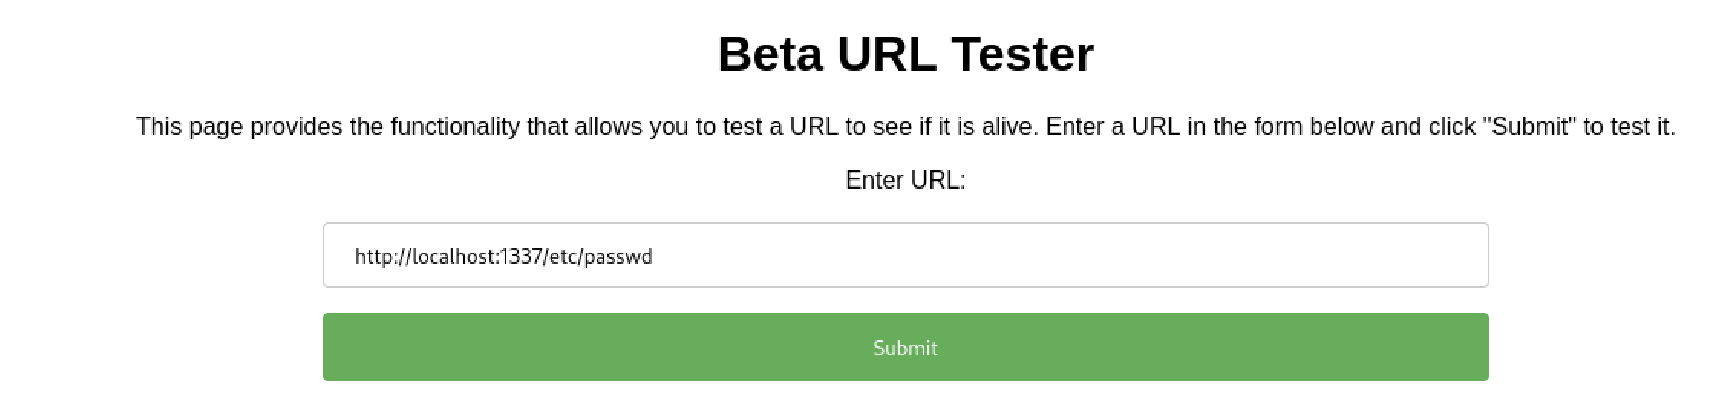 Beta URL Tester
This page provides the functionality that allows you to test a URL to see if it is alive. Enter a URL in the form below and click "Submit" to test it.
Enter URL:
http://localhost:1337/etc/passwd
Submit